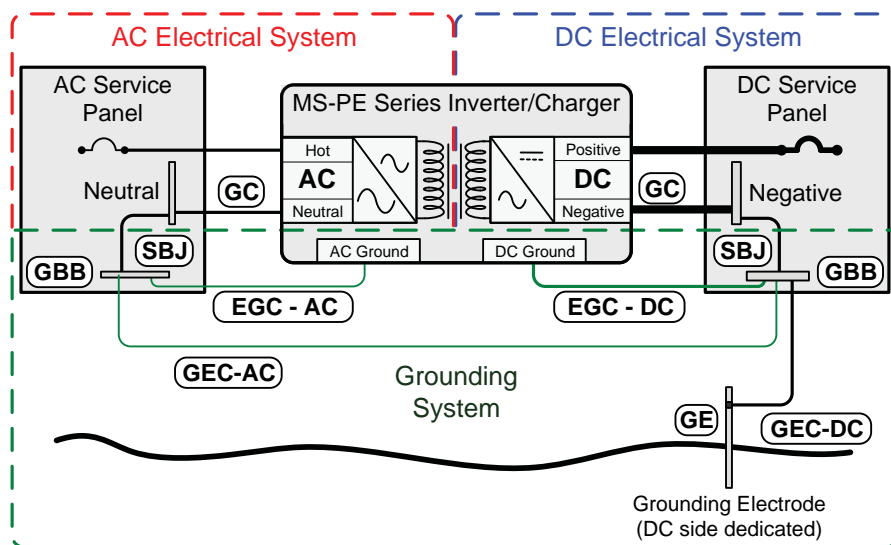 AC Electrical System
DC Electrical System
AC Service
Panel
MS-PE Series Inverter/Charger
DC Service
Panel
Hot
AC
Neutral
Positive
DC
Negative
Neutral
GC
GC
Negative
GBB
SBJ
AC Ground
DC Ground
SBJ
GBB
EGC - AC
EGC - DC
GEC-AC
Grounding
System
GE
GEC-DC
Grounding Electrode
(DC side dedicated)